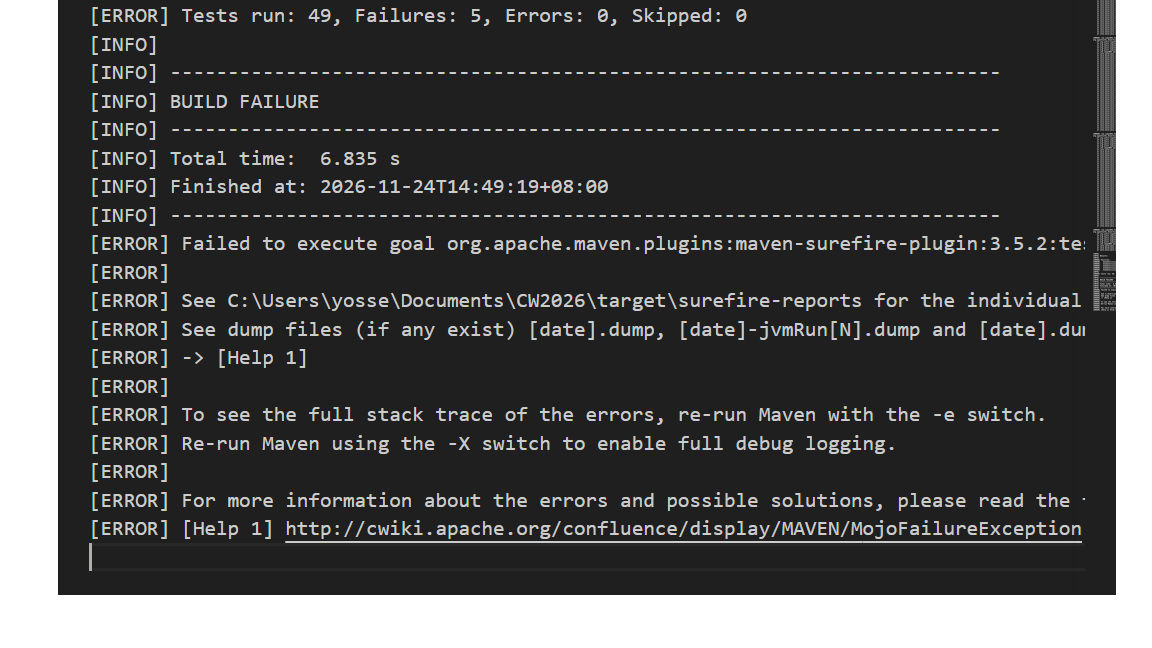 [ERROR] Tests run: 49, Failures: 5, Errors: 0, Skipped: 0
[INFO]
[INFO] ------------------------------------------------------------------------
[INFO] BUILD FAILURE
[INFO] ------------------------------------------------------------------------
[INFO] Total time:  6.835 s
[INFO] Finished at: 2026-11-24T14:49:19+08:00
[INFO] ------------------------------------------------------------------------
[ERROR] Failed to execute goal org.apache.maven.plugins:maven-surefire-plugin:3.5.2:te
[ERROR]
[ERROR] See C:\Users\yosse\Documents\CW2026\target\surefire-reports for the individual
[ERROR] See dump files (if any exist) [date].dump, [date]-jvmRun[N].dump and [date].du
[ERROR] -> [Help 1]
[ERROR]
[ERROR] To see the full stack trace of the errors, re-run Maven with the -e switch.
[ERROR] Re-run Maven using the -X switch to enable full debug logging.
[ERROR]
[ERROR] For more information about the errors and possible solutions, please read the
[ERROR] [Help 1] http://cwiki.apache.org/confluence/display/MAVEN/MojoFailureException